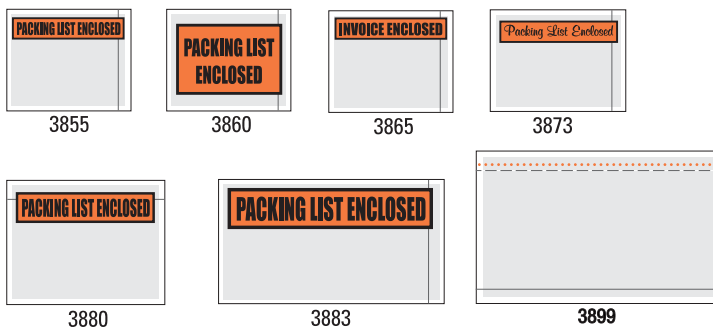 PACKING LIST ENCLOSED
3855
PACKING LIST
ENCLOSED
3860
INVOICE ENCLOSED
3865
Packing List Enclosed
3873
PACKING LIST ENCLOSED
3880
PACKING LIST ENCLOSED
3883
3899